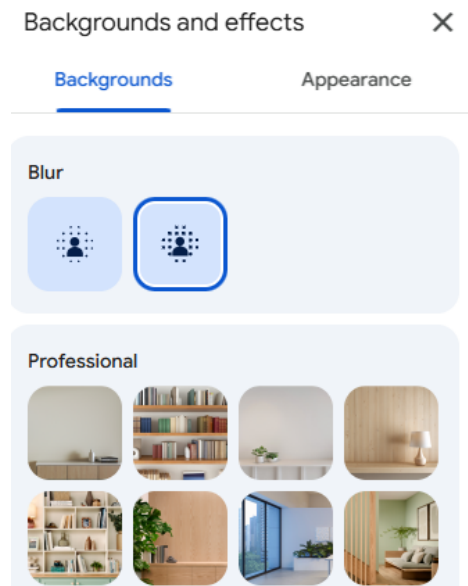 Backgrounds and effects
Backgrounds
Appearance
Blur
Professional